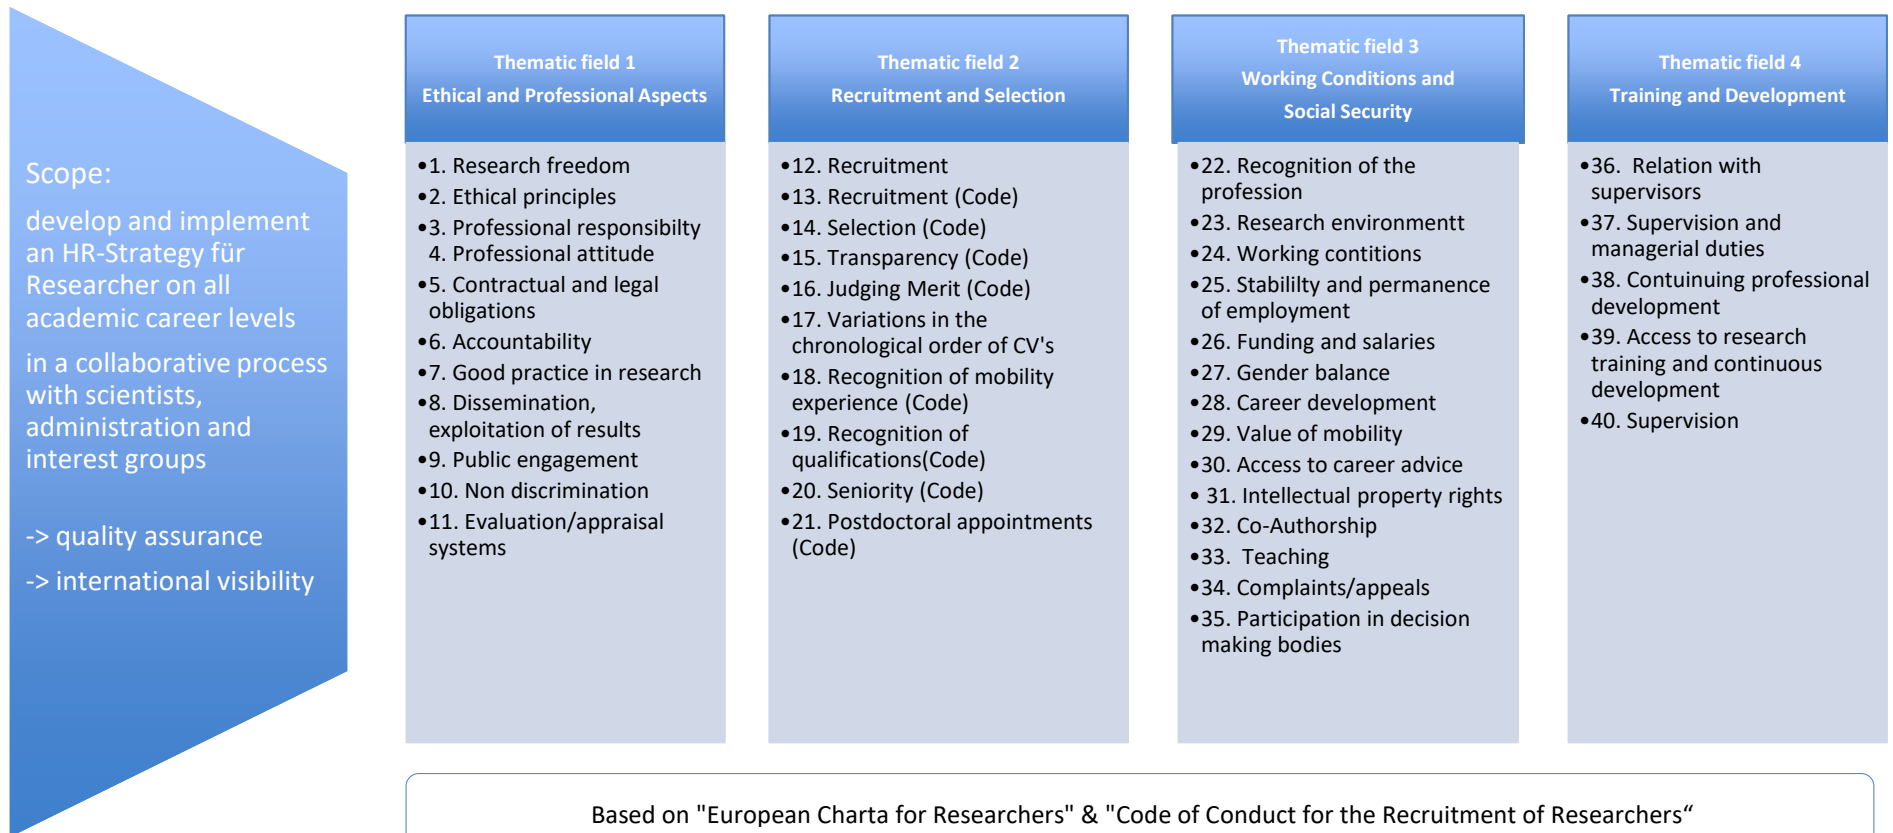 Scope:
develop and implement
an HR-Strategy für
Researcher on all
academic career levels
in a collaborative process
with scientists,
administration and
interest groups
-> quality assurance
-> international visibility
Thematic field 1
Ethical and Professional Aspects
•1. Research freedom
•2. Ethical principles
•3. Professional responsibilty
4. Professional attitude
•5. Contractual and legal
obligations
•6. Accountability
•7. Good practice in research
•8. Dissemination,
exploitation of results
•9. Public engagement
•10. Non discrimination
•11. Evaluation/appraisal
systems
Thematic field 2
Recruitment and Selection
•12. Recruitment
•13. Recruitment (Code)
•14. Selection (Code)
•15. Transparency (Code)
•16. Judging Merit (Code)
•17. Variations in the
chronological order of CV's
•18. Recognition of mobility
experience (Code)
•19. Recognition of
qualifications(Code)
•20. Seniority (Code)
•21. Postdoctoral appointments
(Code)
Thematic field 3
Working Conditions and
Social Security
•22. Recognition of the
profession
•23. Research environmentt
•24. Working contitions
•25. Stabililty and permanence
of employment
•26. Funding and salaries
•27. Gender balance
•28. Career development
•29. Value of mobility
•30. Access to career advice
• 31. Intellectual property rights
•32. Co-Authorship
•33.  Teaching
•34. Complaints/appeals
•35. Participation in decision
making bodies
Thematic field 4
Training and Development
•36.  Relation with
supervisors
•37. Supervision and
managerial duties
•38. Contuinuing professional
development
•39. Access to research
training and continuous
development
•40. Supervision
Based on "European Charta for Researchers" & "Code of Conduct for the Recruitment of Researchers“